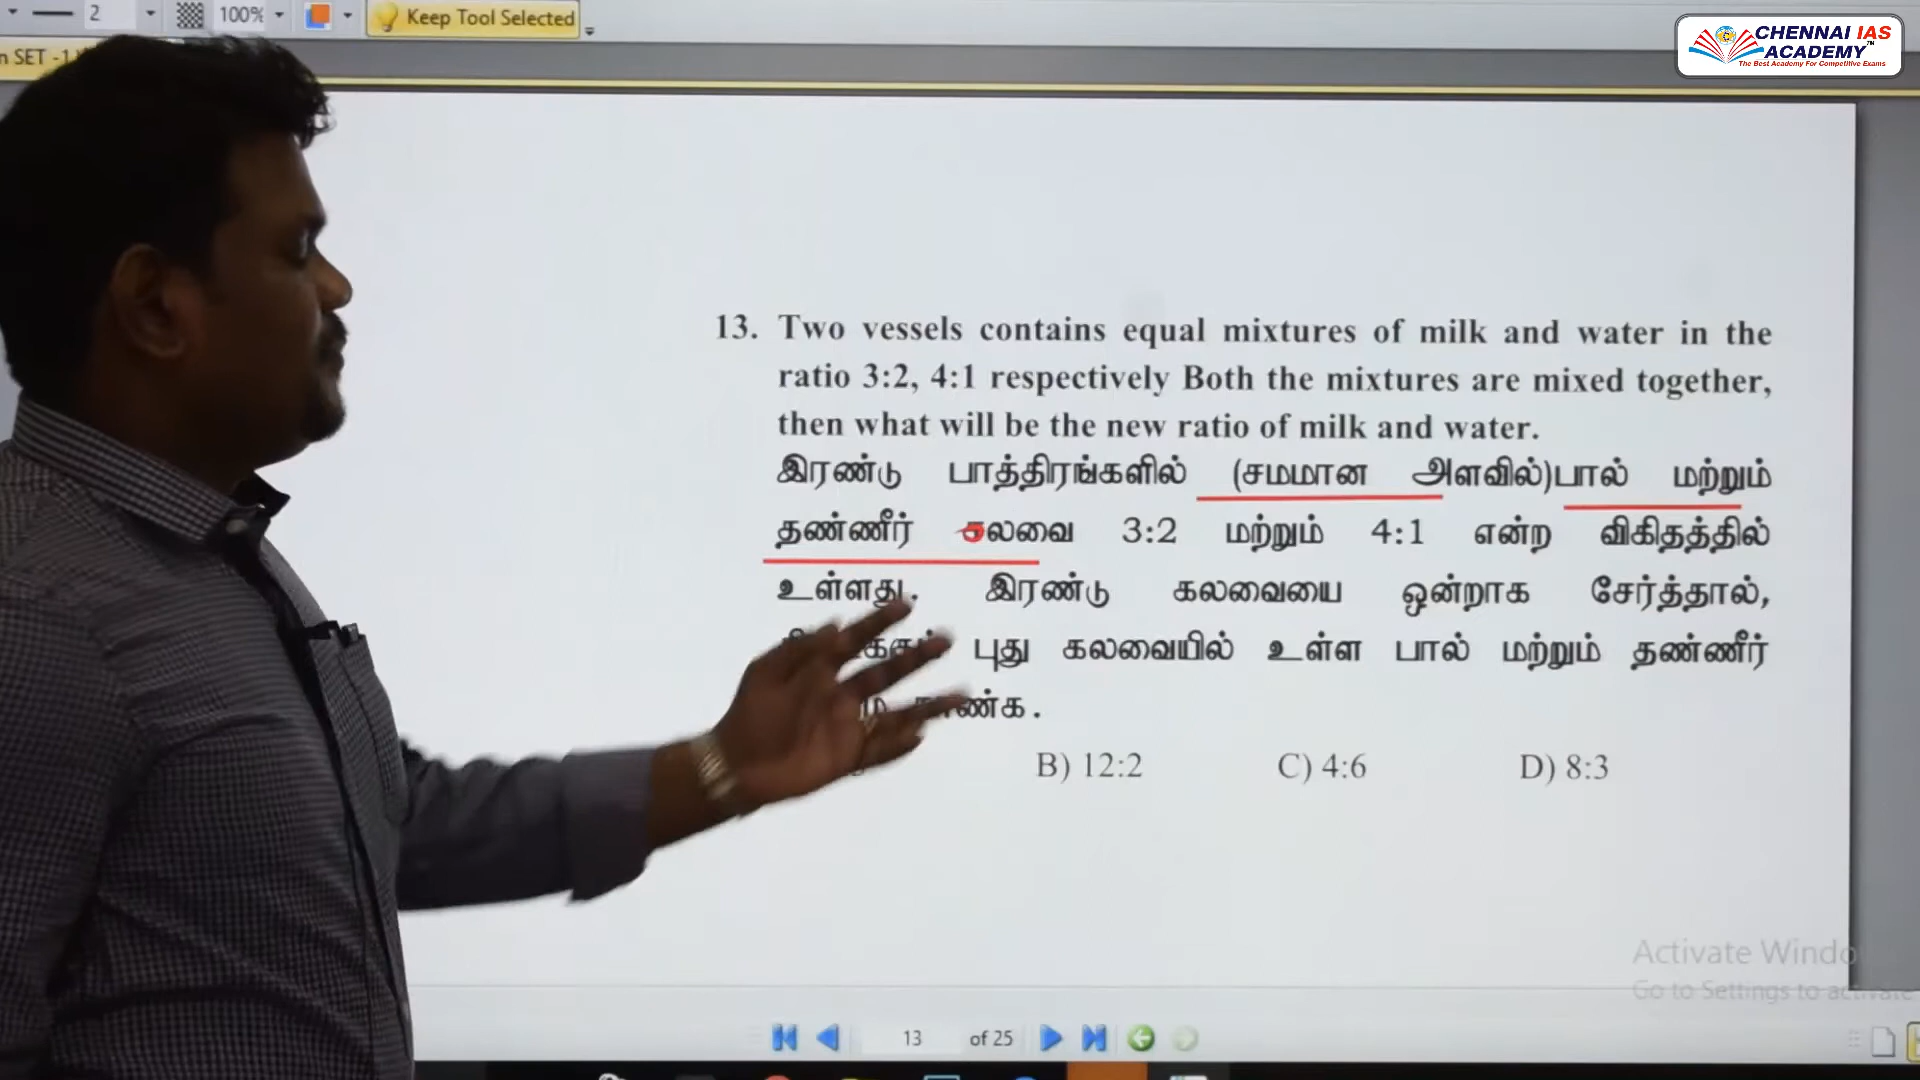 2
100%
Keep Tool Selected
n SET -1
CHENNAI IAS
ACADEMY™
The Best Academy For Competitive Exams
13. Two vessels contains equal mixtures of milk and water in the
ratio 3:2, 4:1 respectively Both the mixtures are mixed together,
then what will be the new ratio of milk and water.
இரண்டு பாத்திரங்களில் (சமமான அளவில்)பால் மற்றும்
தண்ணீர் கலவை 3:2 மற்றும் 4:1 என்ற விகிதத்தில்
உள்ளது. இரண்டு கலவையை ஒன்றாக சேர்த்தால்,
புது கலவையில் உள்ள பால் மற்றும் தண்ணீர்
B) 12:2 C) 4:6 D) 8:3
Activate Windo
Go to Settings to activate
13 of 25